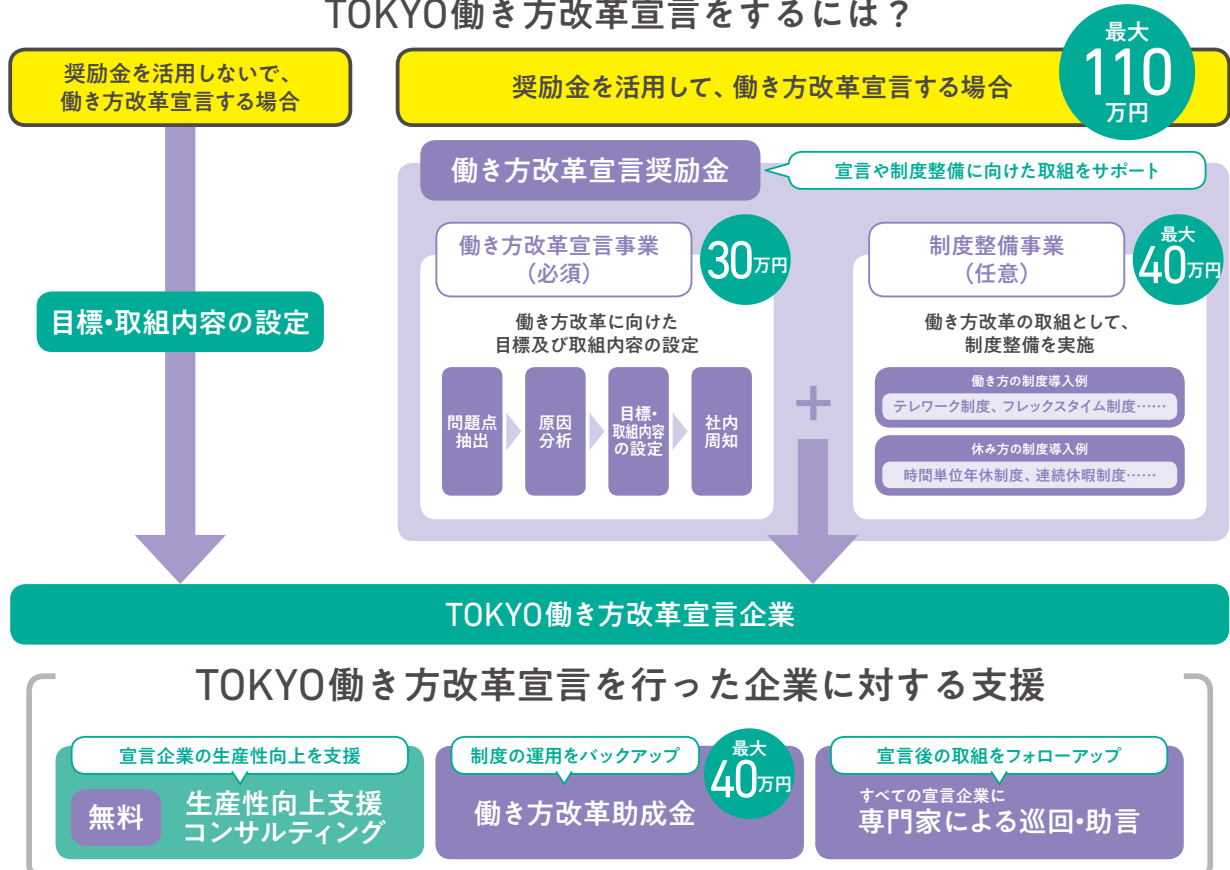 TOKYO働き方改革宣言をするには？
奨励金を活用しないで、
働き方改革宣言する場合
奨励金を活用して、働き方改革宣言する場合
最大
110
万円
働き方改革宣言奨励金
宣言や制度整備に向けた取組をサポート
働き方改革宣言事業
（必須）
30万円
制度整備事業
（任意）
最大
40万円
目標・取組内容の設定
働き方改革に向けた
目標及び取組内容の設定
問題点
抽出
原因
分析
目標・
取組内容
の設定
社内
周知
+
働き方改革の取組として、
制度整備を実施
働き方の制度導入例
テレワーク制度、フレックスタイム制度……
休み方の制度導入例
時間単位年休制度、連続休暇制度……
TOKYO働き方改革宣言企業
TOKYO働き方改革宣言を行った企業に対する支援
宣言企業の生産性向上を支援
無料
生産性向上支援
コンサルティング
制度の運用をバックアップ
最大
40万円
働き方改革助成金
宣言後の取組をフォローアップ
すべての宣言企業に
専門家による巡回・助言